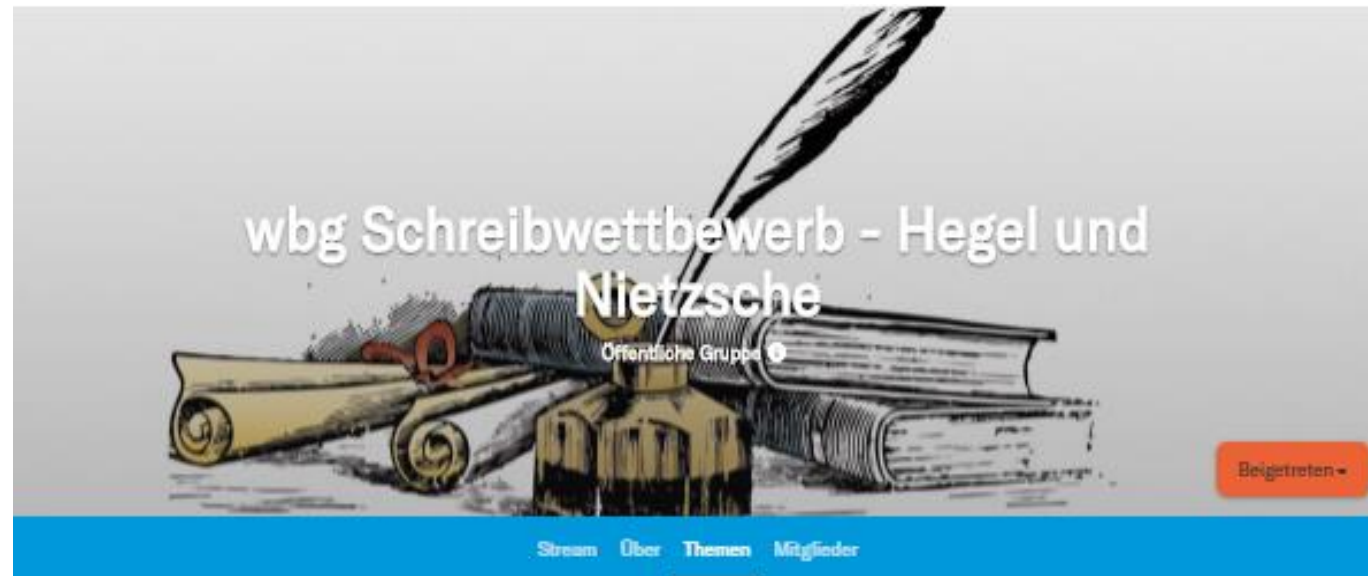 wbg Schreibwettbewerb - Hegel und
Nietzsche
Öffentliche Gruppe
Beigetreten
Stream Über Themen Mitglieder